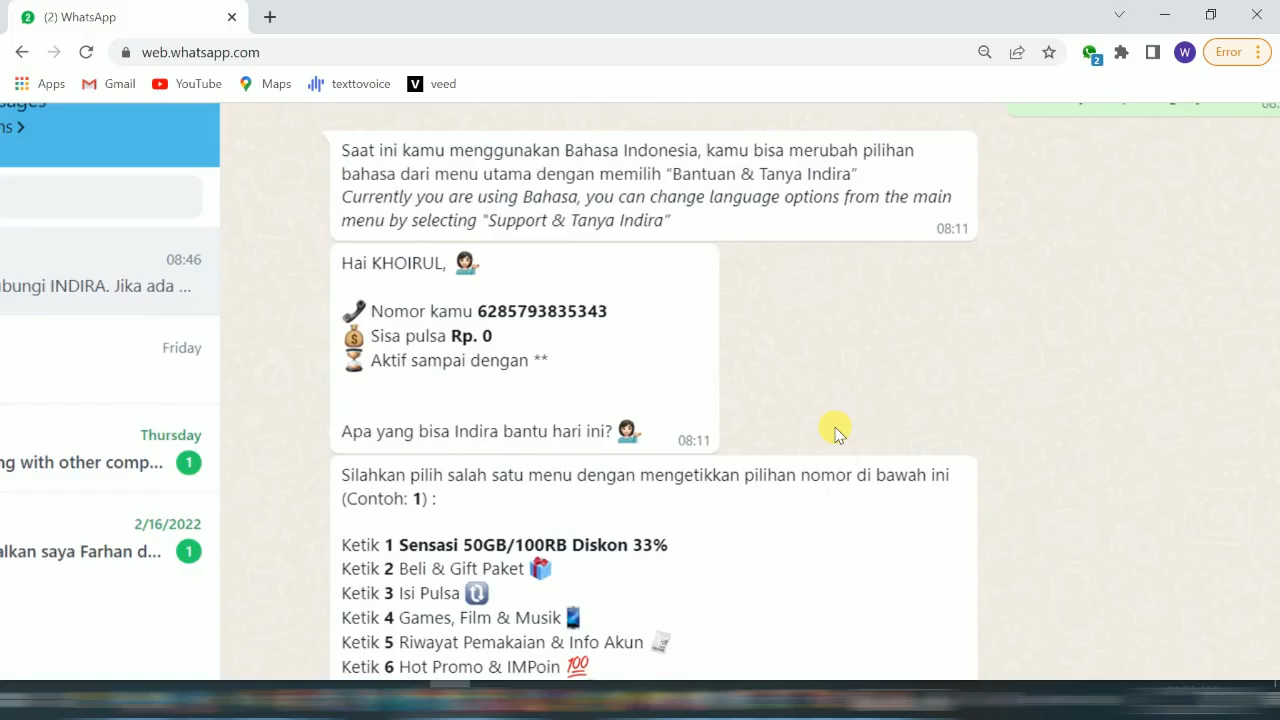 (2) WhatsApp
web.whatsapp.com
2
W
Error
Apps
Gmail
YouTube
Maps
texttovoice
V
veed
ns >
08:46
bungi INDIRA. Jika ada ...
Friday
Thursday
ng with other comp...
1
2/16/2022
alkan saya Farhan d...
1
Saat ini kamu menggunakan Bahasa Indonesia, kamu bisa merubah pilihan
bahasa dari menu utama dengan memilih “Bantuan & Tanya Indira”
Currently you are using Bahasa, you can change language options from the main
menu by selecting “Support & Tanya Indira”
08:11
Hai KHOIRUL,
Nomor kamu 6285793835343
Sisa pulsa Rp. 0
Aktif sampai dengan **
Apa yang bisa Indira bantu hari ini?
08:11
Silahkan pilih salah satu menu dengan mengetikkan pilihan nomor di bawah ini
(Contoh: 1) :
Ketik 1 Sensasi 50GB/100RB Diskon 33%
Ketik 2 Beli & Gift Paket
Ketik 3 Isi Pulsa
Ketik 4 Games, Film & Musik
Ketik 5 Riwayat Pemakaian & Info Akun
Ketik 6 Hot Promo & IMPoin 💯